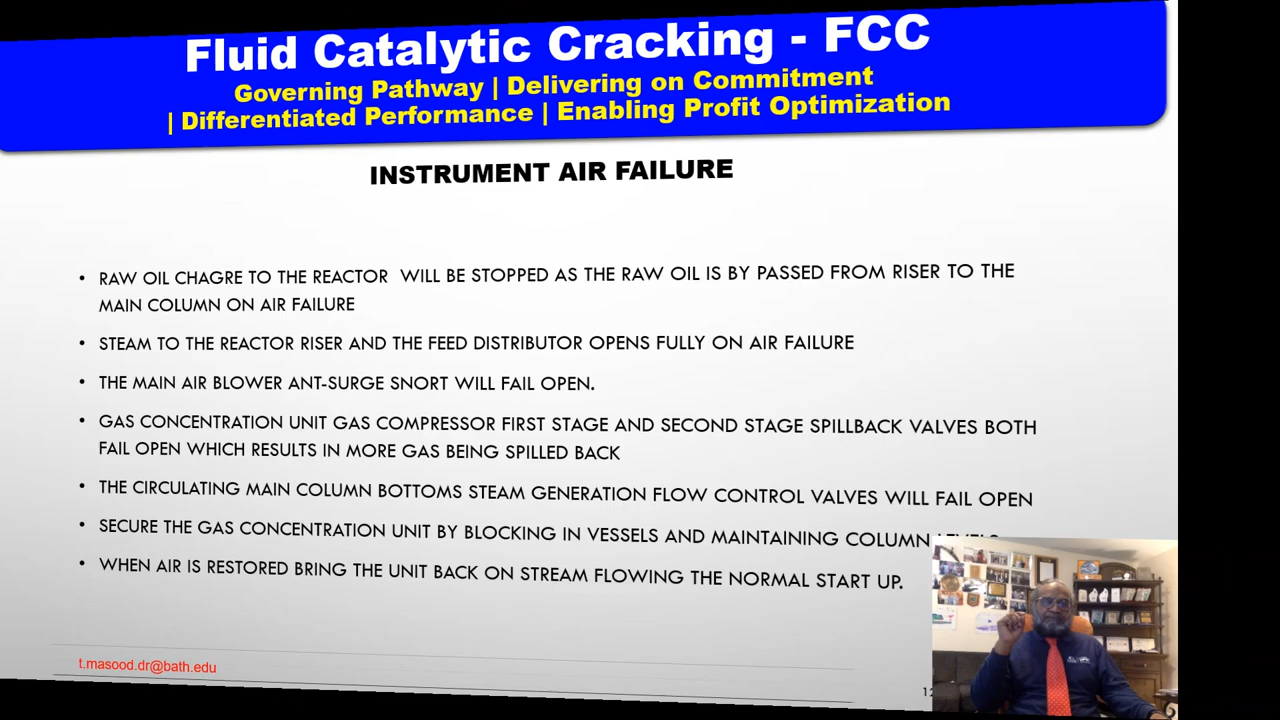 Fluid Catalytic Cracking - FCC
Governing Pathway | Delivering on Commitment
| Differentiated Performance | Enabling Profit Optimization
INSTRUMENT AIR FAILURE
• RAW OIL CHAGRE TO THE REACTOR WILL BE STOPPED AS THE RAW OIL IS BY PASSED FROM RISER TO THE
MAIN COLUMN ON AIR FAILURE
• STEAM TO THE REACTOR RISER AND THE FEED DISTRIBUTOR OPENS FULLY ON AIR FAILURE
• THE MAIN AIR BLOWER ANT-SURGE SNORT WILL FAIL OPEN.
• GAS CONCENTRATION UNIT GAS COMPRESSOR FIRST STAGE AND SECOND STAGE SPILLBACK VALVES BOTH
FAIL OPEN WHICH RESULTS IN MORE GAS BEING SPILLED BACK
• THE CIRCULATING MAIN COLUMN BOTTOMS STEAM GENERATION FLOW CONTROL VALVES WILL FAIL OPEN
• SECURE THE GAS CONCENTRATION UNIT BY BLOCKING IN VESSELS AND MAINTAINING COLUMN
• WHEN AIR IS RESTORED BRING THE UNIT BACK ON STREAM FLOWING THE NORMAL START UP.
t.masood.dr@bath.edu